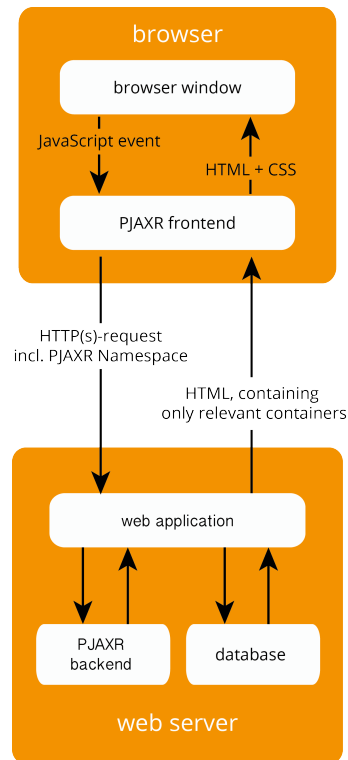 browser
browser window
JavaScript event
HTML + CSS
PJAXR frontend
HTTP(s)-request
incl. PJAXR Namespace
HTML, containing
only relevant containers
web application
PJAXR
backend
database
web server